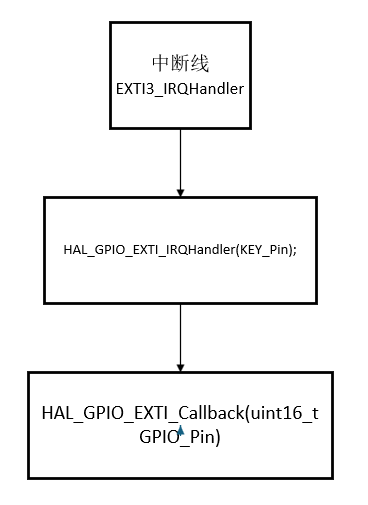 中断线
EXTI3_IRQHandler
HAL_GPIO_EXTI_IRQHandler(KEY_Pin);
HAL_GPIO_EXTI_Callback(uint16_t
GPIO_Pin)